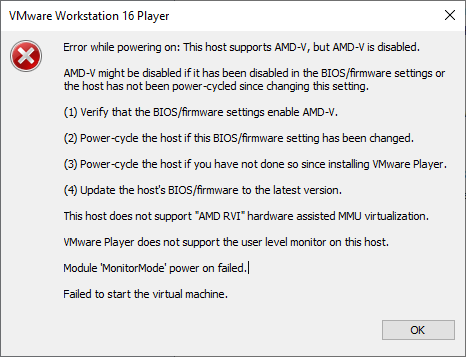 VMware Workstation 16 Player
Error while powering on: This host supports AMD-V, but AMD-V is disabled.
AMD-V might be disabled if it has been disabled in the BIOS/firmware settings or
the host has not been power-cycled since changing this setting.
(1) Verify that the BIOS/firmware settings enable AMD-V.
(2) Power-cycle the host if this BIOS/firmware setting has been changed.
(3) Power-cycle the host if you have not done so since installing VMware Player.
(4) Update the host's BIOS/firmware to the latest version.
This host does not support "AMD RVI" hardware assisted MMU virtualization.
VMware Player does not support the user level monitor on this host.
Module 'MonitorMode' power on failed.
Failed to start the virtual machine.
OK